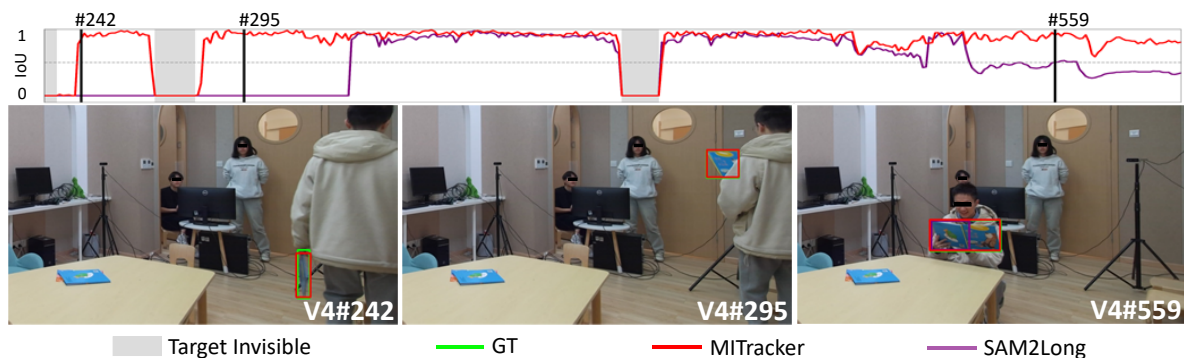 #242
#295
#559
1
IoU
0
V4#242
V4#295
V4#559
Target Invisible
GT
MITracker
SAM2Long